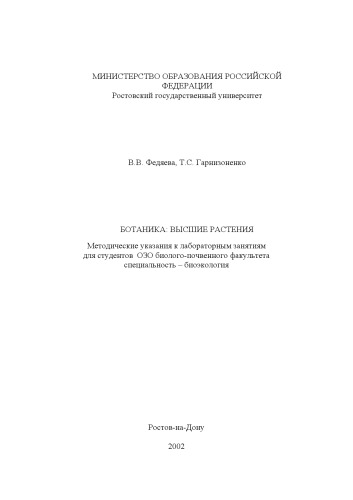 МИНИСТЕРСТВО ОБРАЗОВАНИЯ РОССИЙСКОЙ
ФЕДЕРАЦИИ
Ростовский государственный университет
В.В. Федяева, Т.С. Гарнизоненко
БОТАНИКА: ВЫСШИЕ РАСТЕНИЯ
Методические указания к лабораторным занятиям
для студентов ОЗО биолого-почвенного факультета
специальность – биоэкология
Ростов-на-Дону
2002